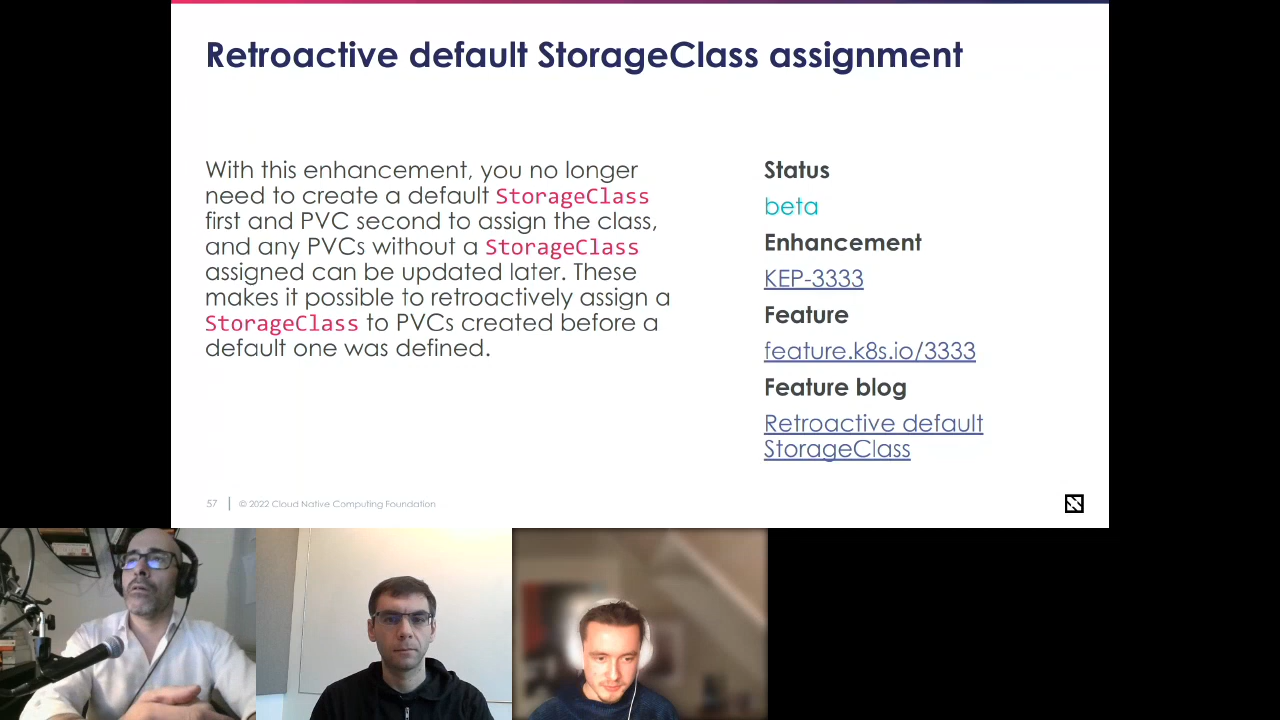 Retroactive default StorageClass assignment
With this enhancement, you no longer
need to create a default StorageClass
first and PVC second to assign the class,
and any PVCs without a StorageClass
assigned can be updated later. These
makes it possible to retroactively assign a
StorageClass to PVCs created before a
default one was defined.
Status
beta
Enhancement
KEP-3333
Feature
feature.k8s.io/3333
Feature blog
Retroactive default
StorageClass
57 © 2022 Cloud Native Computing Foundation